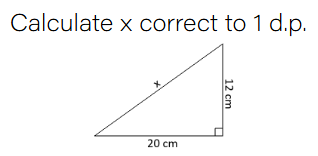 Calculate x correct to 1 d.p.
x
12 cm
20 cm